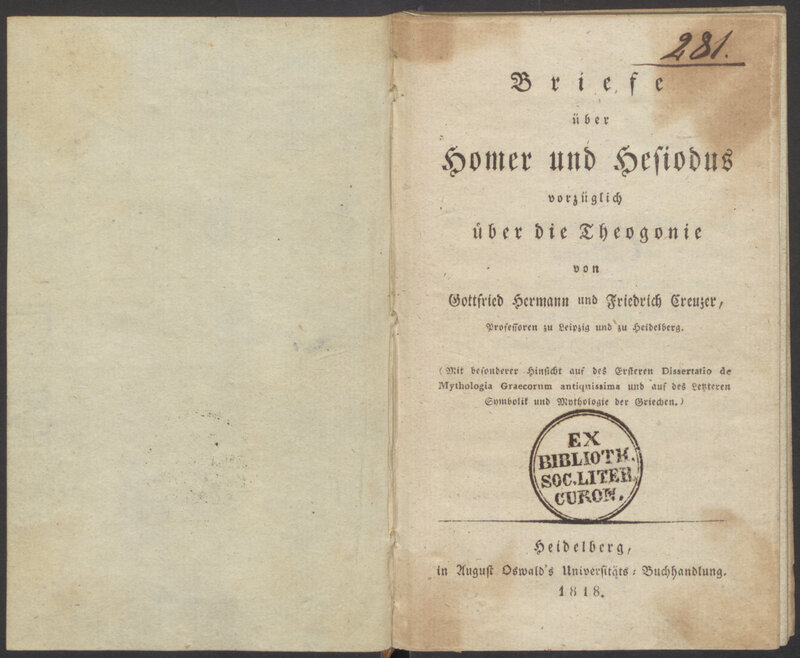 281.
Briefe
über
Homer und Hesiodus
vorzüglich
über die Theogonie
von
Gottfried Hermann und Friedrich Creuzer,
Professoren zu Leipzig und zu Heidelberg.
(Mit besonderer Hinsicht auf des Ersteren Dissertatio de
Mythologia Graecorum antiquissima und auf des Letzteren
Symbolik und Mythologie der Griechen.)
EX
BIBLIOTH.
SOC. LITER.
CURON.
Heidelberg,
in August Oswald's Universitäts-Buchhandlung.
1818.